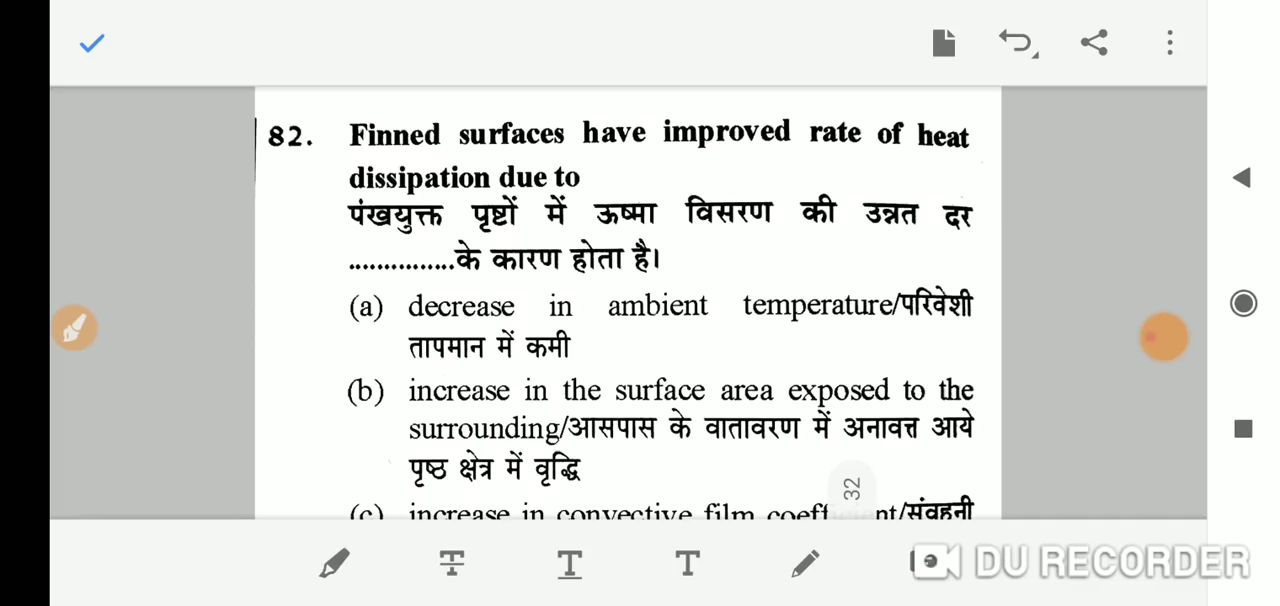 82. Finned surfaces have improved rate of heat
dissipation due to
पंखयुक्त पृष्टों में ऊष्मा विसरण की उन्नत दर
...............के कारण होता है।
(a) decrease in ambient temperature/परिवेशी
तापमान में कमी
(b) increase in the surface area exposed to the
surrounding/आसपास के वातावरण में अनावत्त आये
पृष्ठ क्षेत्र में वृद्धि
32
(c) increase in convective film coefficient/संवहनी
DU RECORDER